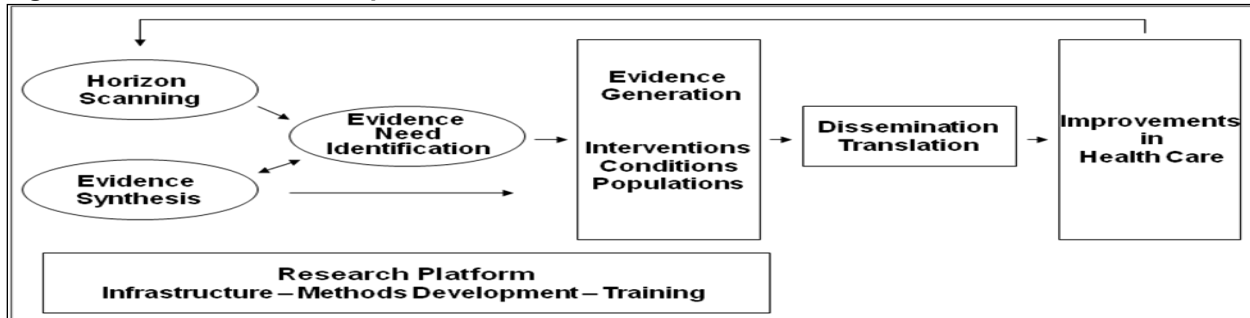 Horizon
Scanning
Evidence
Need
Identification
Evidence
Synthesis
Evidence
Generation
Interventions
Conditions
Populations
Dissemination
Translation
Improvements
in
Health Care
Research Platform
Infrastructure – Methods Development – Training